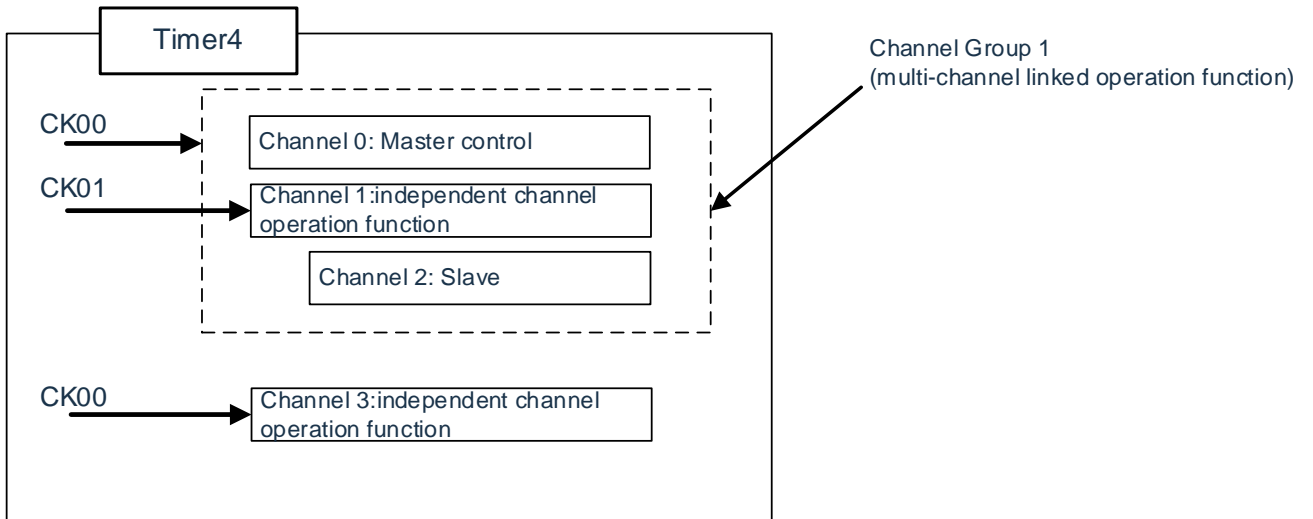 Timer4
Channel Group 1
(multi-channel linked operation function)
CK00
Channel 0: Master control
CK01
Channel 1:independent channel
operation function
Channel 2: Slave
CK00
Channel 3:independent channel
operation function